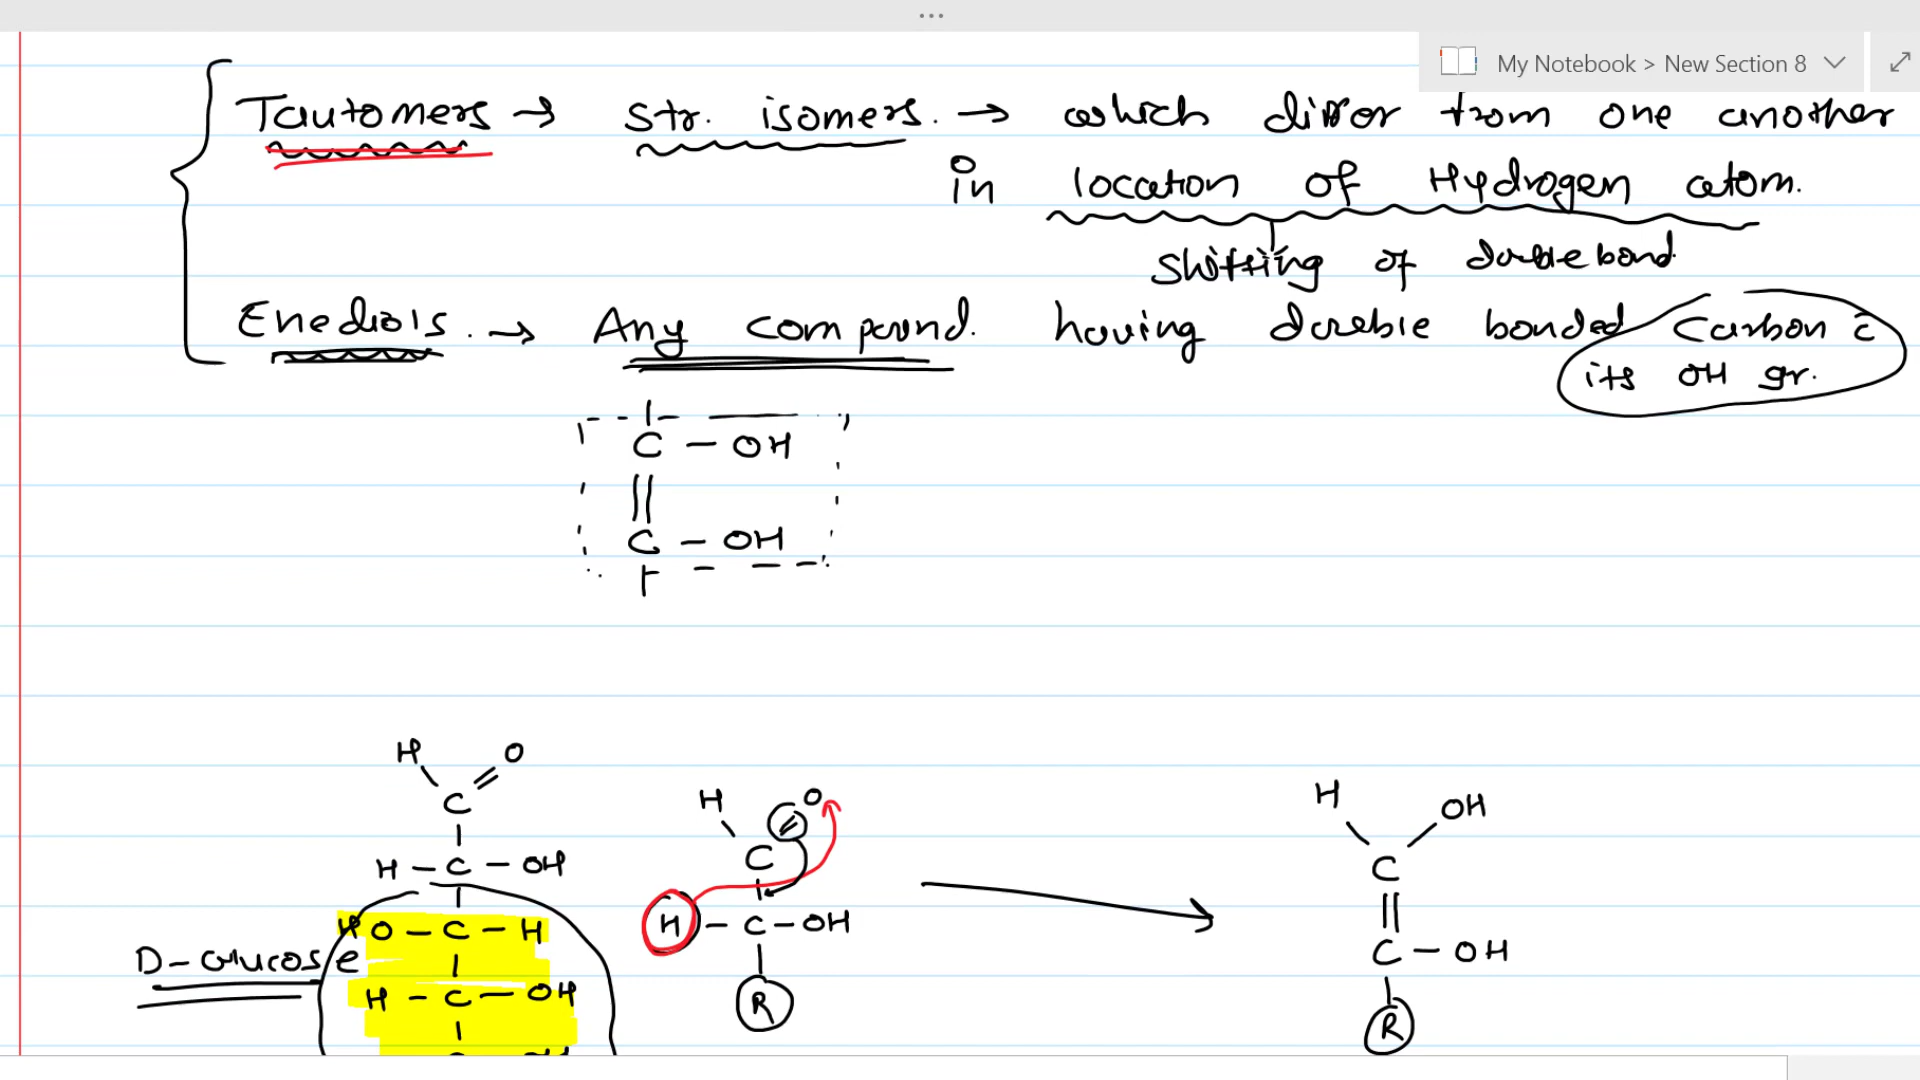 My Notebook > New Section 8
Tautomers → str. isomers. → which differ from one another
in location of Hydrogen atom.
Shifting of double bond
Enediols. → Any compound. having double bonded Carbon c̄
its OH gr.
C - OH
||
C - OH
H O
C
H - C - OH
HO - C - H
D-Glucose
H - C - OH
H O
C
H - C - OH
R
H OH
C
||
C - OH
R